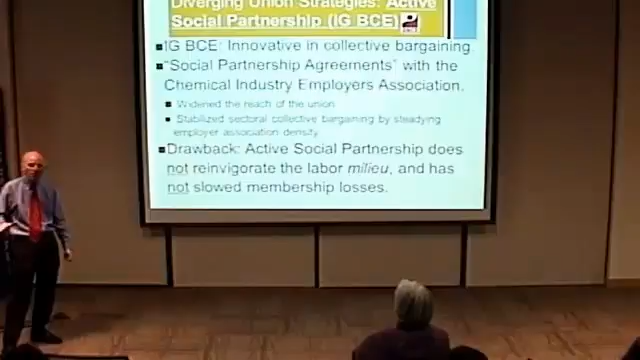 Diverging Union Strategies: Active
Social Partnership (IG BCE)
IG BCE: Innovative in collective bargaining
"Social Partnership Agreements" with the
Chemical Industry Employers Association.
Widened the reach of the union
Stabilized sectoral collective bargaining by steadying
employer association density
Drawback: Active Social Partnership does
not reinvigorate the labor milieu, and has
not slowed membership losses.